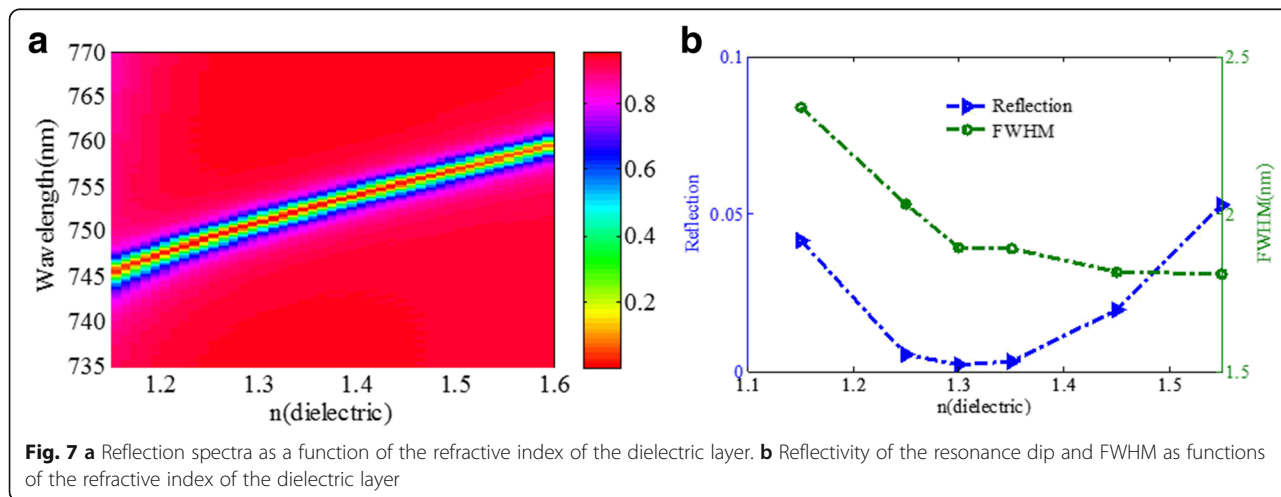 a
770
765
760
755
750
745
740
735
Wavelength(nm)
1.2 1.3 1.4 1.5 1.6
n(dielectric)
0.8
0.6
0.4
0.2
b
0.1
0.05
0
Reflection
Reflection
FWHM
2.5
2
1.5
FWHM(nm)
1.1 1.2 1.3 1.4 1.5
n(dielectric)
Fig. 7 a Reflection spectra as a function of the refractive index of the dielectric layer. b Reflectivity of the resonance dip and FWHM as functions
of the refractive index of the dielectric layer